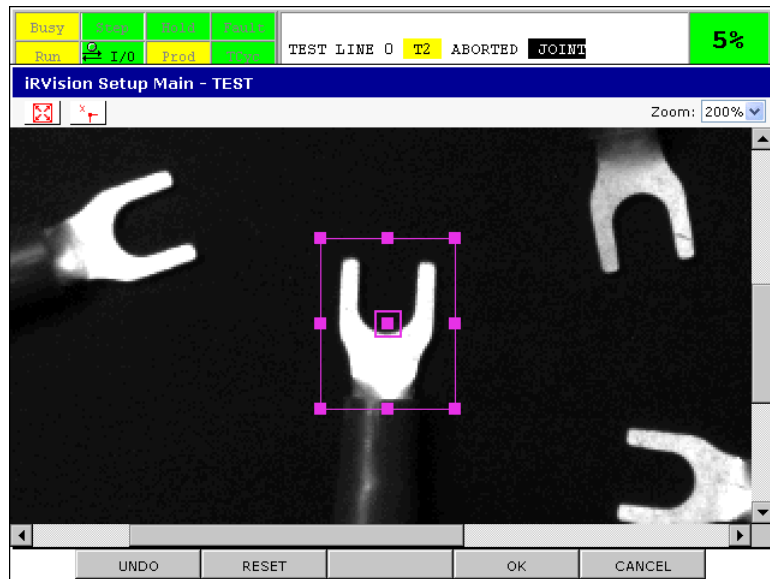 Busy Step Hold Fault
Run I/O Prod TCyc
TEST LINE 0 T2 ABORTED JOINT
5%
iRVision Setup Main - TEST
Zoom: 200%
UNDO RESET OK CANCEL